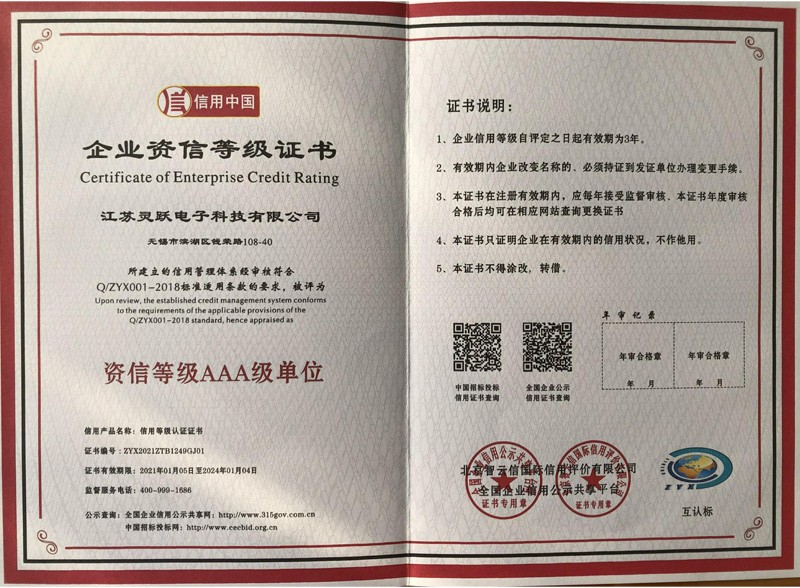 信用中国
企业资信等级证书
Certificate of Enterprise Credit Rating
江苏灵跃电子科技有限公司
无锡市滨湖区钱荣路108-40
所建立的信用管理体系经审核符合
Q/ZYX001-2018标准适用条款的要求，被评为
Upon review, the established credit management system conforms
to the requirements of the applicable provisions of the
Q/ZYX001-2018 standard, hence appraised as
资信等级AAA级单位
信用产品名称：信用等级认证证书
证书编号：ZYX2021ZTB1249GJ01
证书有效期限：2021年01月05日至2024年01月04日
监督服务电话：400-999-1686
公示查询：全国企业信用公示共享网：http://www.315gov.com.cn
中国招标投标网：http://www.cecbid.org.cn
证书说明：
1、企业信用等级自评定之日起有效期为3年。
2、有效期内企业改变名称的、必须持证到发证单位办理变更手续。
3、本证书在注册有效期内，应每年接受监督审核、本证书年度审核
合格后均可在相应网站查询更换证书
4、本证书只证明企业在有效期内的信用状况，不作他用。
5、本证书不得涂改，转借。
年审记录
年审合格章 年审合格章
年 月 年 月
中国招标投标 全国企业公示
信用证书查询 信用证书查询
北京智云信国际信用评价有限公司
全国企业信用公示共享平台
证书专用章 证书专用章
ZYX
互认标